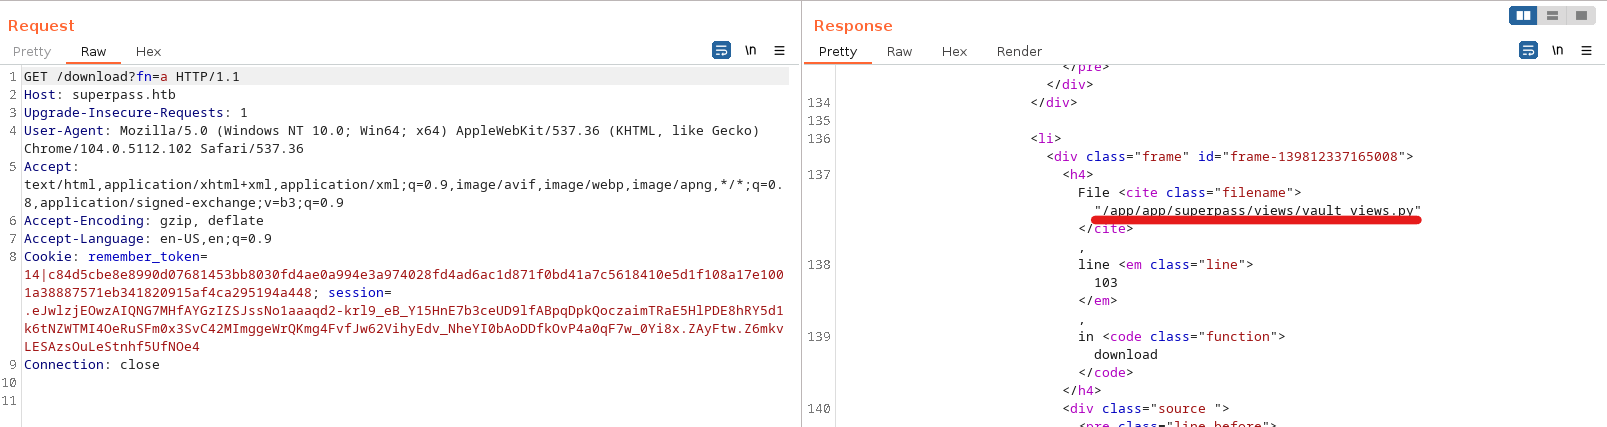 Request
Pretty Raw Hex
\n
1 GET /download?fn=a HTTP/1.1
2 Host: superpass.htb
3 Upgrade-Insecure-Requests: 1
4 User-Agent: Mozilla/5.0 (Windows NT 10.0; Win64; x64) AppleWebKit/537.36 (KHTML, like Gecko)
Chrome/104.0.5112.102 Safari/537.36
5 Accept:
text/html,application/xhtml+xml,application/xml;q=0.9,image/avif,image/webp,image/apng,*/*;q=0.
8,application/signed-exchange;v=b3;q=0.9
6 Accept-Encoding: gzip, deflate
7 Accept-Language: en-US,en;q=0.9
8 Cookie: remember_token=
14|c84d5cbe8e8990d07681453bb8030fd4ae0a994e3a974028fd4ad6ac1d871f0bd41a7c5618410e5d1f108a17e100
1a38887571eb341820915af4ca295194a448; session=
.eJwlzjEOwzAIQNG7MHfAYGzIZSJssNo1aaaqd2-krl9_eB_Y15HnE7b3ceUD9lfABpqDpkQoczaimTRaE5HlPDE8hRY5d1
k6tNZWTMI4OeRuSFm0x3SvC42MImggeWrQKmg4FvfJw62VihyEdv_NheYI0bAoDDfkOvP4a0qF7w_0Yi8x.ZAyFtw.Z6mkv
LESAzsOuLeStnhf5UfNOe4
9 Connection: close
10
11
Response
Pretty Raw Hex Render
\n
</pre>
</div>
134 </div>
135
136 <li>
<div class="frame" id="frame-139812337165008">
137 <h4>
File <cite class="filename">
"/app/app/superpass/views/vault_views.py"
</cite>
,
138 line <em class="line">
103
</em>
,
139 in <code class="function">
download
</code>
</h4>
140 <div class="source ">
<pre class="line before">